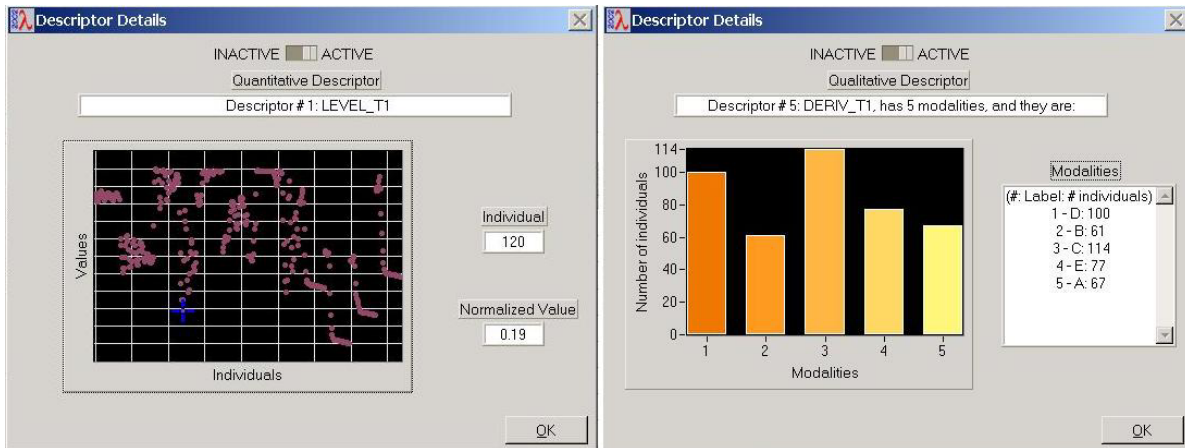 Descriptor Details
INACTIVE ACTIVE
Quantitative Descriptor
Descriptor # 1: LEVEL_T1
Values
Individuals
Individual
120
Normalized Value
0.19
OK
Descriptor Details
INACTIVE ACTIVE
Qualitative Descriptor
Descriptor # 5: DERIV_T1, has 5 modalities, and they are:
Number of individuals
114
100
80
60
40
20
0
1 2 3 4 5
Modalities
Modalities
(#: Label: # individuals)
1 - D: 100
2 - B: 61
3 - C: 114
4 - E: 77
5 - A: 67
OK